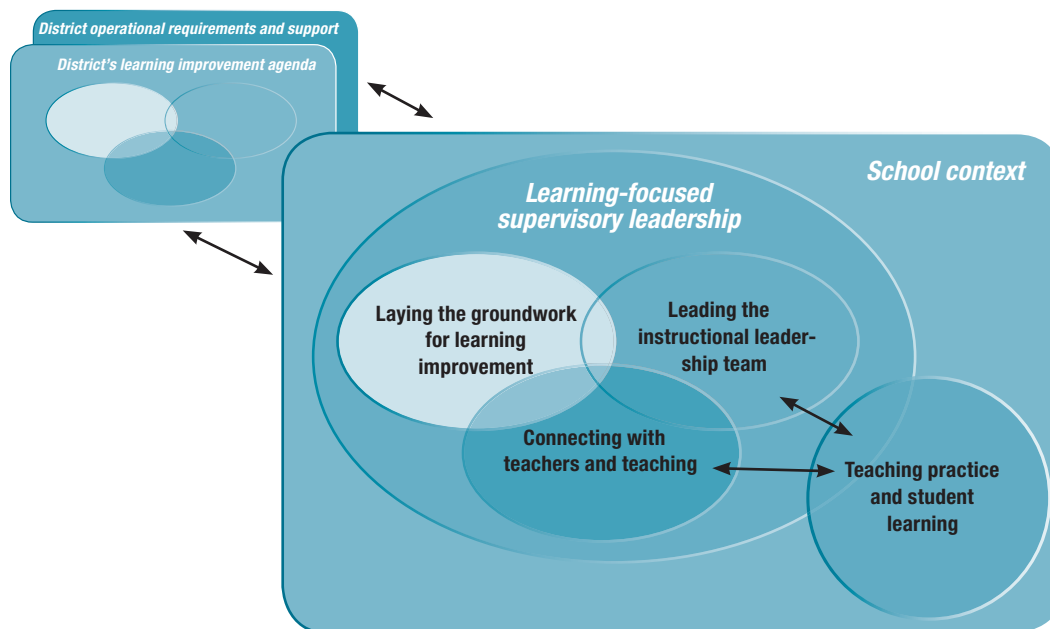 District operational requirements and support
District's learning improvement agenda
School context
Learning-focused
supervisory leadership
Laying the groundwork
for learning
improvement
Leading the
instructional leader-
ship team
Connecting with
teachers and teaching
Teaching practice
and student
learning